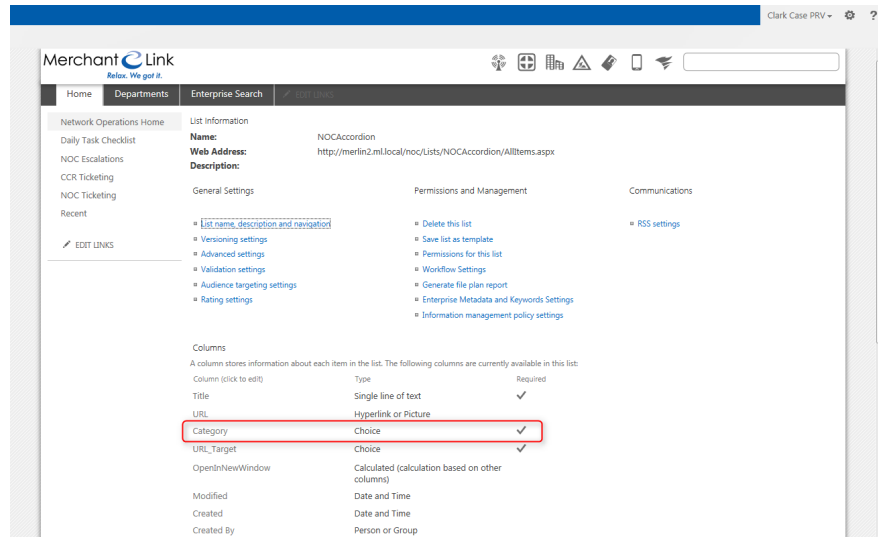 Clark Case PRV
?
Merchant Link
Relax. We got it.
Home Departments Enterprise Search EDIT LINKS
Network Operations Home
Daily Task Checklist
NOC Escalations
CCR Ticketing
NOC Ticketing
Recent
EDIT LINKS
List Information
Name: NOCAccordion
Web Address: http://merlin2.ml.local/noc/Lists/NOCAccordion/AllItems.aspx
Description:
General Settings Permissions and Management Communications
List name, description and navigation Delete this list RSS settings
Versioning settings Save list as template
Advanced settings Permissions for this list
Validation settings Workflow Settings
Audience targeting settings Generate file plan report
Rating settings Enterprise Metadata and Keywords Settings
Information management policy settings
Columns
A column stores information about each item in the list. The following columns are currently available in this list:
Column (click to edit) Type Required
Title Single line of text
URL Hyperlink or Picture
Category Choice
URL_Target Choice
OpenInNewWindow Calculated (calculation based on other
columns)
Modified Date and Time
Created Date and Time
Created By Person or Group